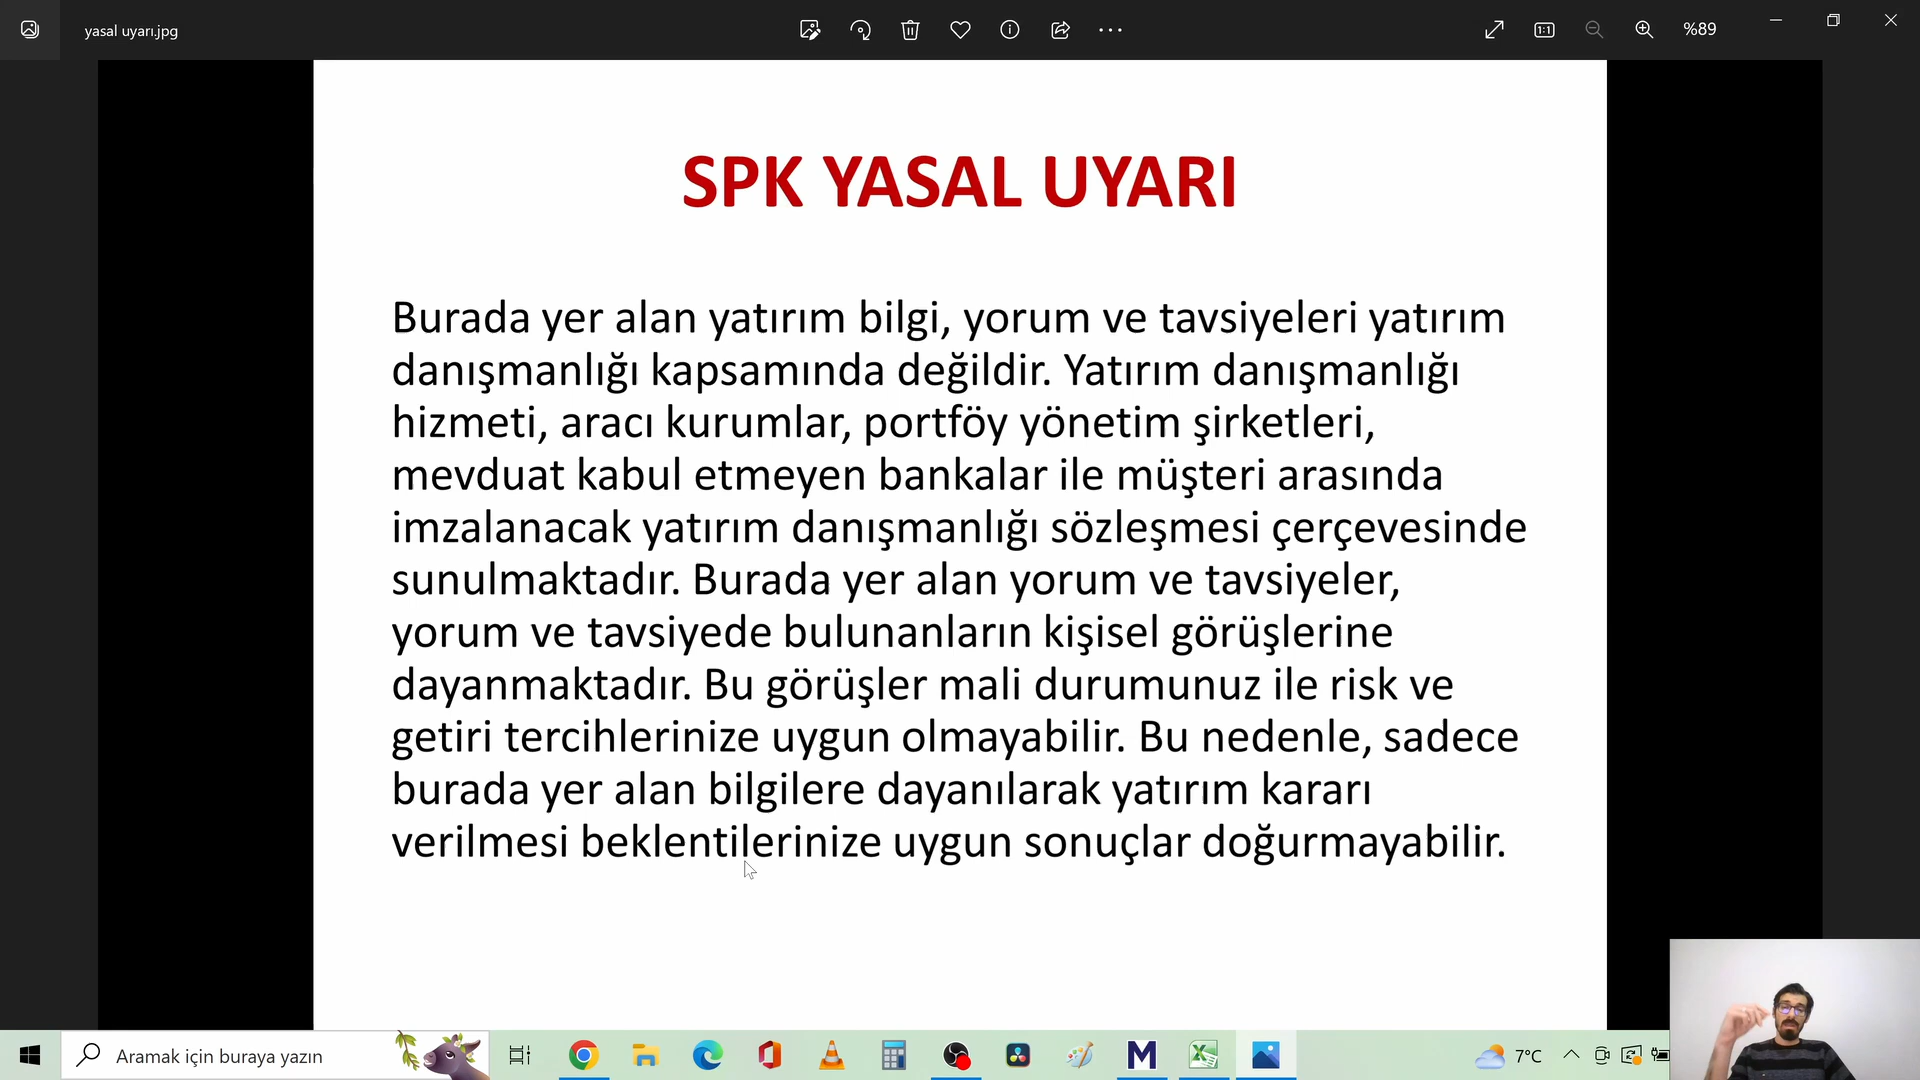 yasal uyarı.jpg
%89
SPK YASAL UYARI
Burada yer alan yatırım bilgi, yorum ve tavsiyeleri yatırım
danışmanlığı kapsamında değildir. Yatırım danışmanlığı
hizmeti, aracı kurumlar, portföy yönetim şirketleri,
mevduat kabul etmeyen bankalar ile müşteri arasında
imzalanacak yatırım danışmanlığı sözleşmesi çerçevesinde
sunulmaktadır. Burada yer alan yorum ve tavsiyeler,
yorum ve tavsiyede bulunanların kişisel görüşlerine
dayanmaktadır. Bu görüşler mali durumunuz ile risk ve
getiri tercihlerinize uygun olmayabilir. Bu nedenle, sadece
burada yer alan bilgilere dayanılarak yatırım kararı
verilmesi beklentilerinize uygun sonuçlar doğurmayabilir.
Aramak için buraya yazın
7°C